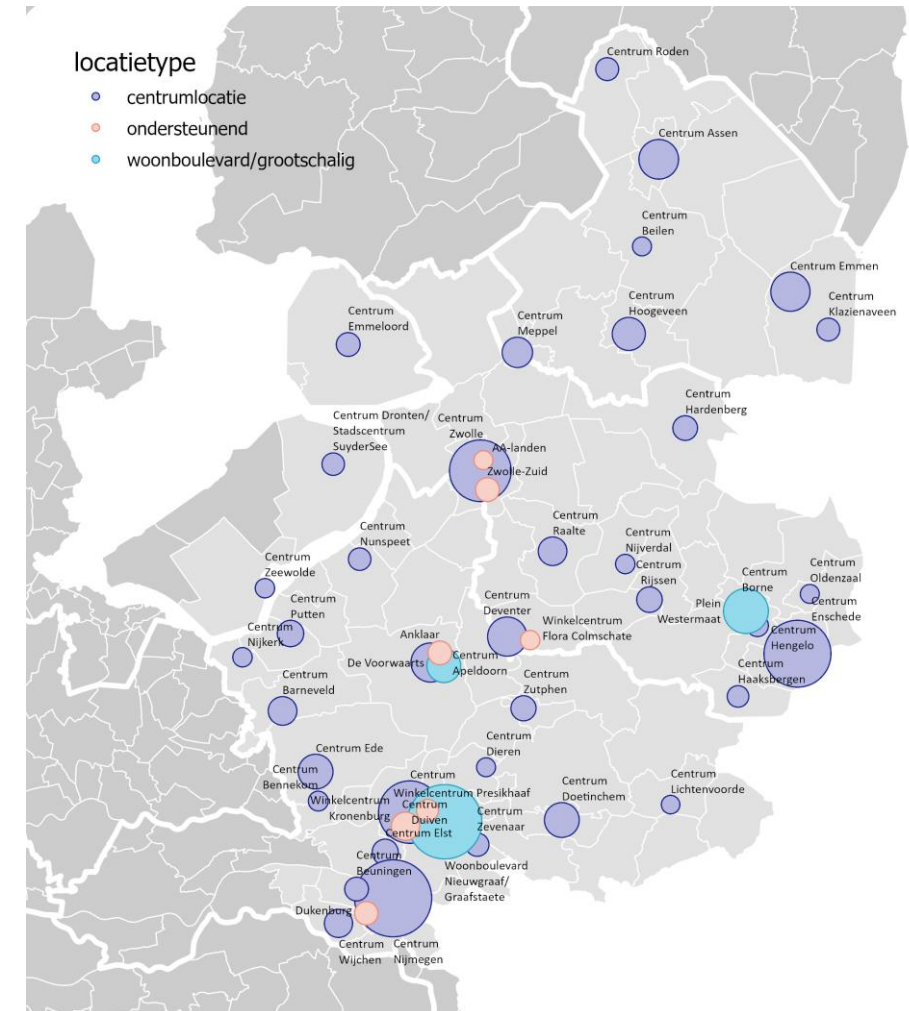 locatietype
centrumlocatie
ondersteunend
woonboulevard/grootschalig
Centrum Roden
Centrum Assen
Centrum
Beilen
Centrum Emmen
Centrum
Klazienaveen
Centrum
Hoogeveen
Centrum
Meppel
Centrum
Emmeloord
Centrum
Hardenberg
Centrum Dronten/
Stadscentrum
SuyderSee
Centrum
Zwolle
AA-landen
Zwolle-Zuid
Centrum
Raalte
Centrum
Nijverdal
Centrum
Rijssen
Centrum
Nunspeet
Centrum
Zeewolde
Centrum
Putten
Centrum
Nijkerk
Centrum
Borne
Centrum
Oldenzaal
Plein
Westermaat
Centrum
Enschede
Centrum
Hengelo
Centrum
Haaksbergen
Centrum
Deventer
Winkelcentrum
Flora Colmschate
Anklaar
De Voorwaarts
Centrum
Apeldoorn
Centrum
Barneveld
Centrum
Zutphen
Centrum
Dieren
Centrum Ede
Centrum
Bennekom
Centrum
Winkelcentrum Presikhaaf
Winkelcentrum
Kronenburg
Centrum
Duiven
Centrum Elst
Centrum
Zevenaar
Centrum
Doetinchem
Centrum
Lichtenvoorde
Woonboulevard
Nieuwgraaf/
Graafstaete
Centrum
Beuningen
Dukenburg
Centrum
Wijchen
Centrum
Nijmegen